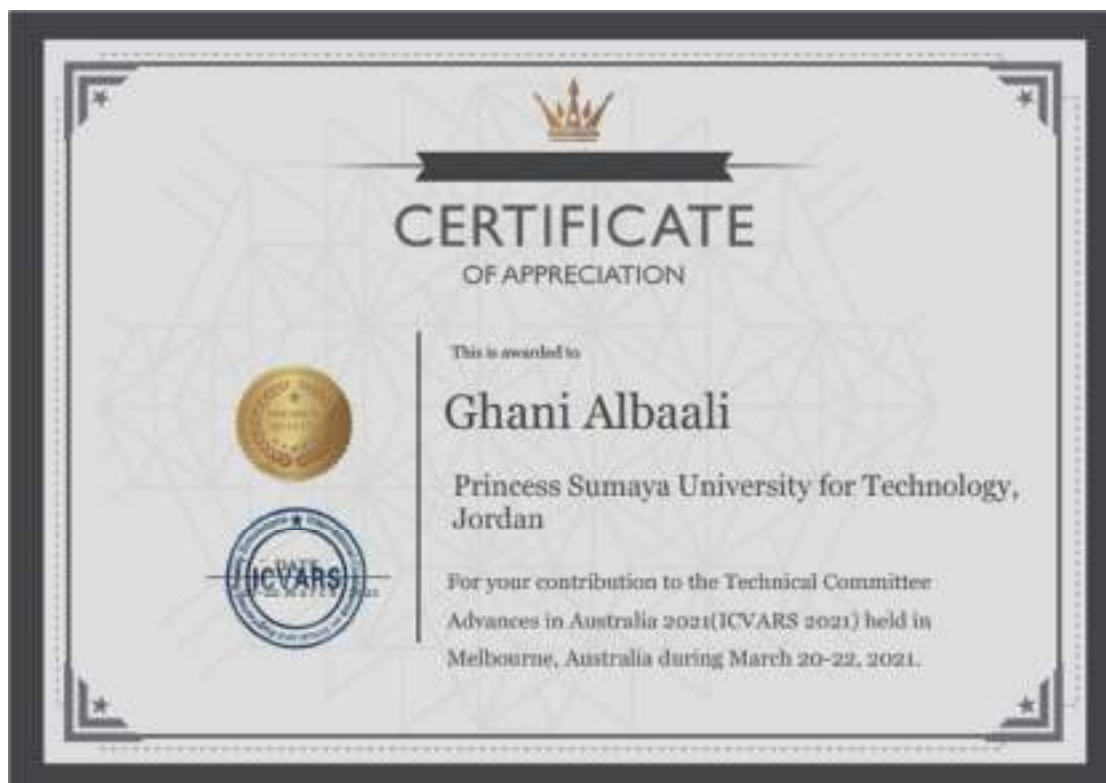 CERTIFICATE
OF APPRECIATION
This is awarded to
Ghani Albaali
Princess Sumaya University for Technology,
Jordan
DATE
ICVARS
For your contribution to the Technical Committee
Advances in Australia 2021(ICVARS 2021) held in
Melbourne, Australia during March 20-22, 2021.